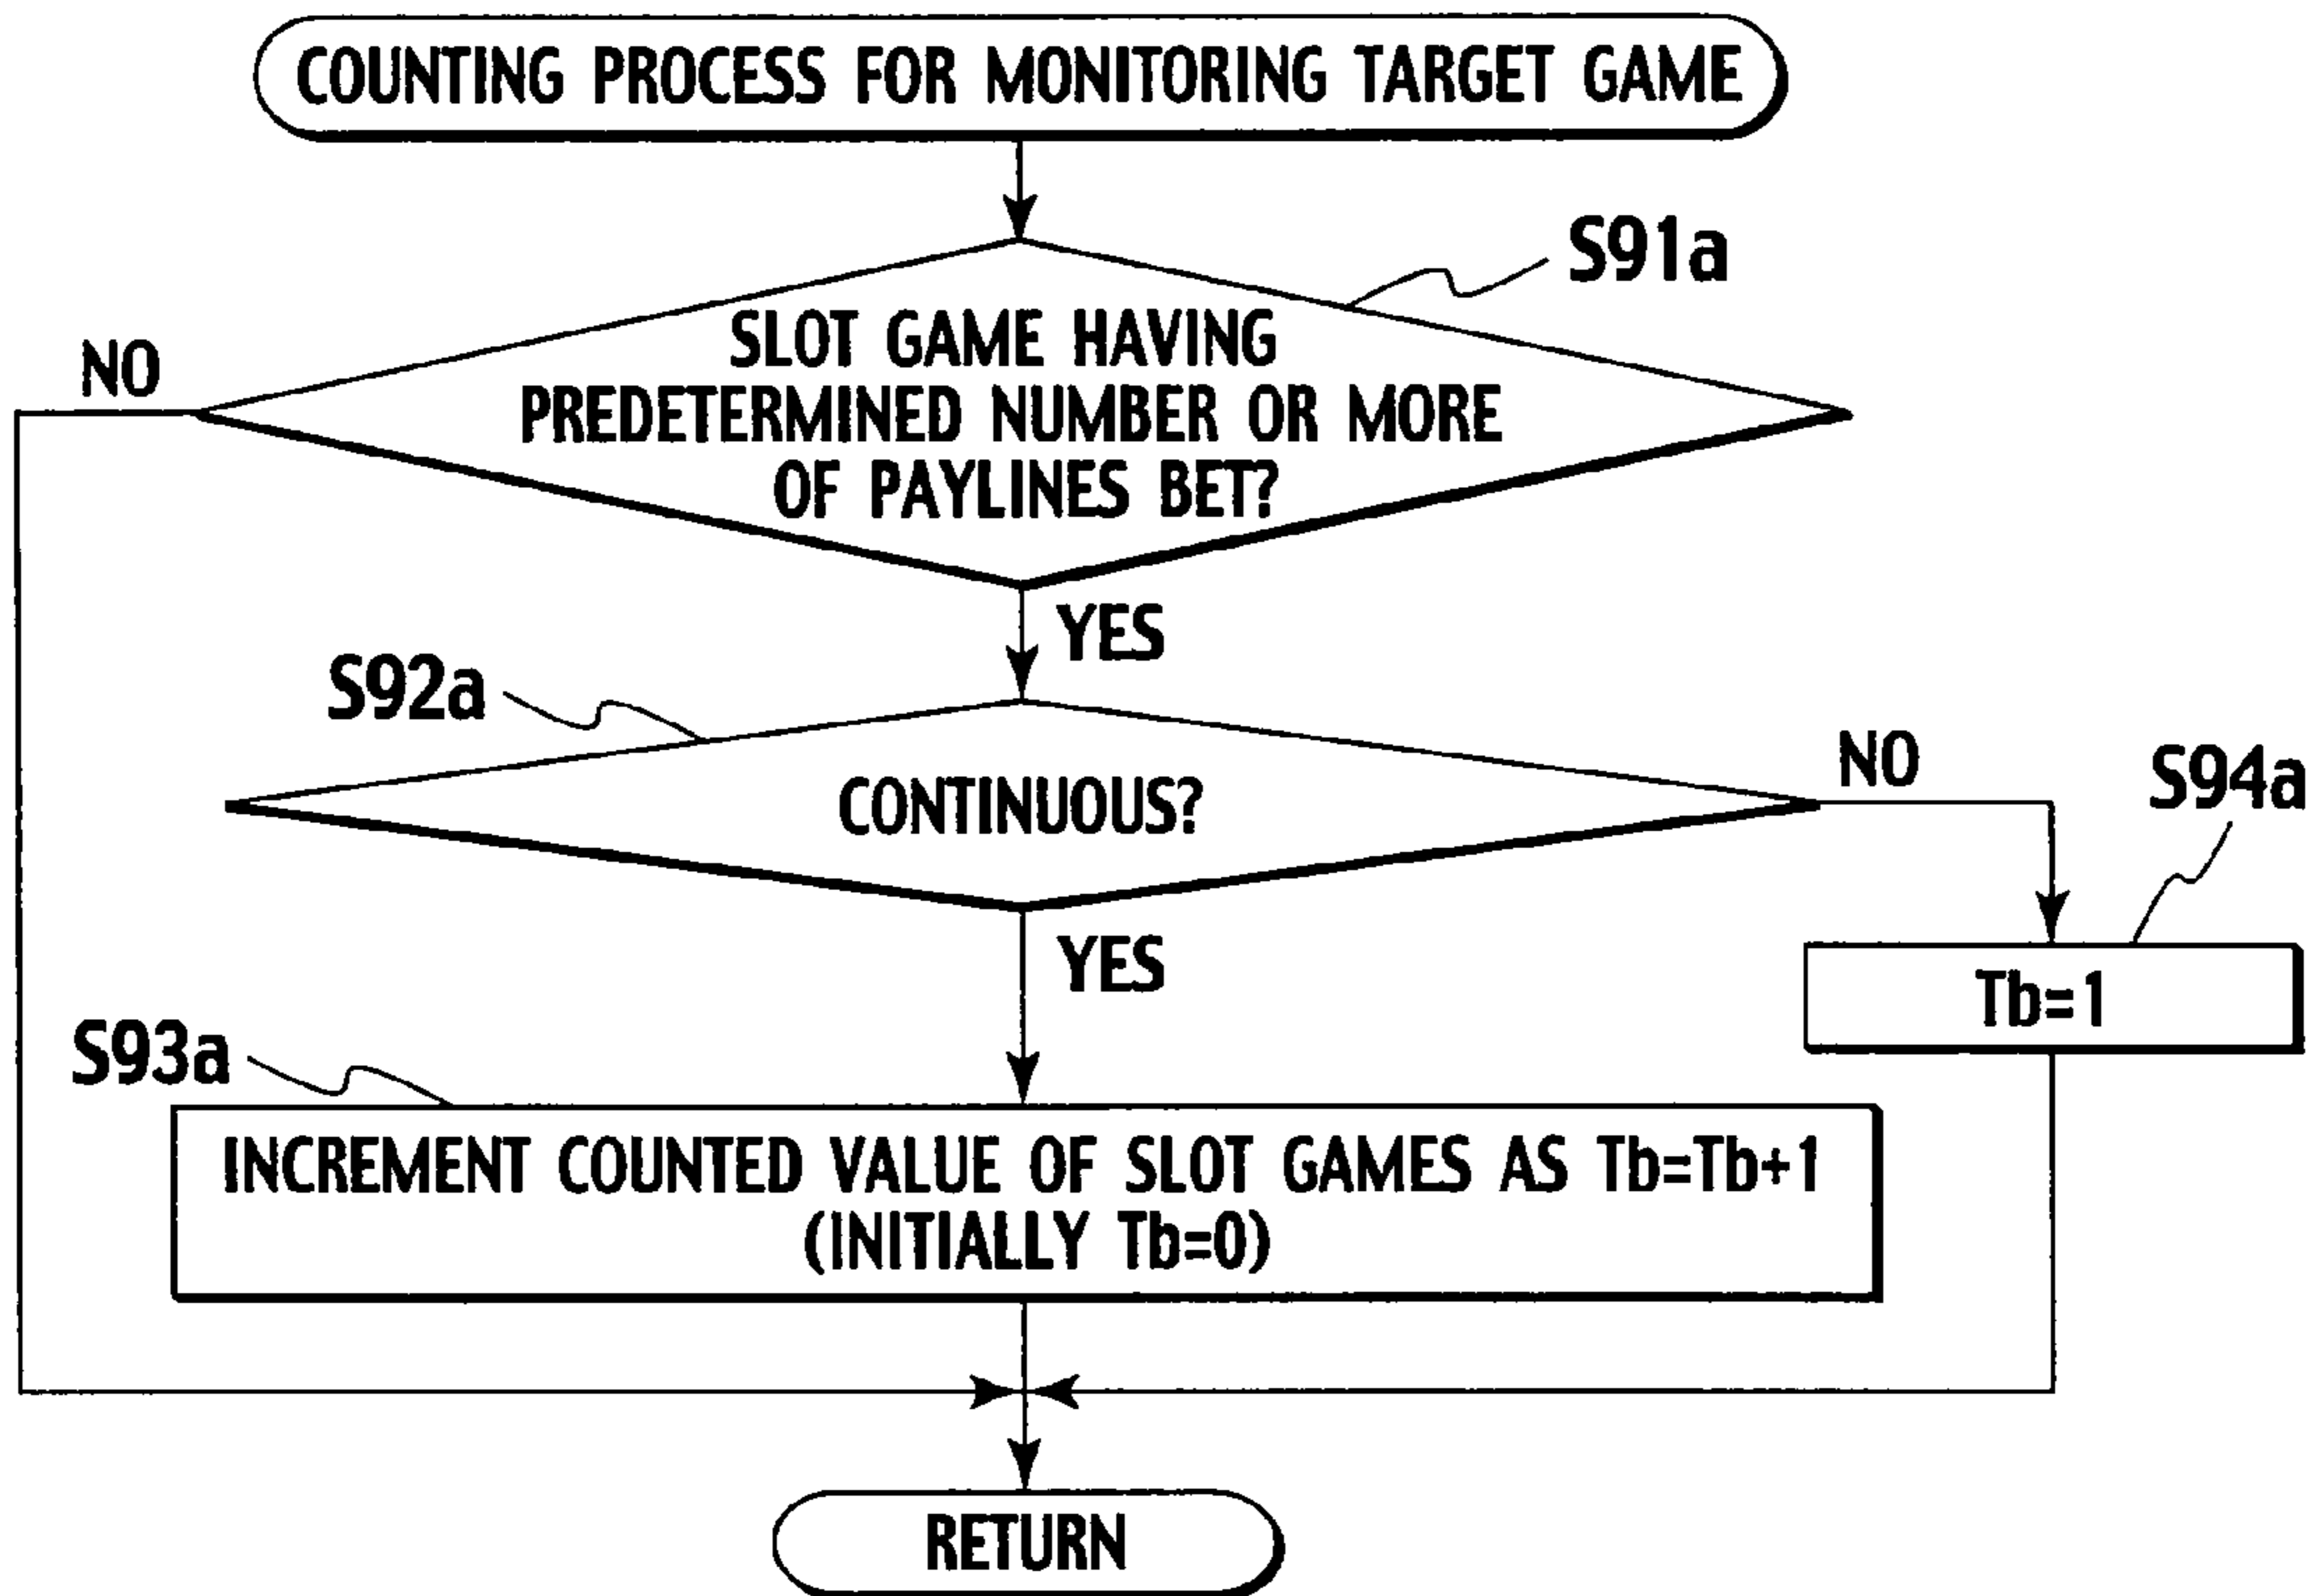 COUNTING PROCESS FOR MONITORING TARGET GAME
S91a
SLOT GAME HAVING
PREDETERMINED NUMBER OR MORE
OF PAYLINES BET?
NO
YES
S92a
CONTINUOUS?
NO
S94a
YES
Tb=1
S93a
INCREMENT COUNTED VALUE OF SLOT GAMES AS Tb=Tb+1
(INITIALLY Tb=0)
RETURN